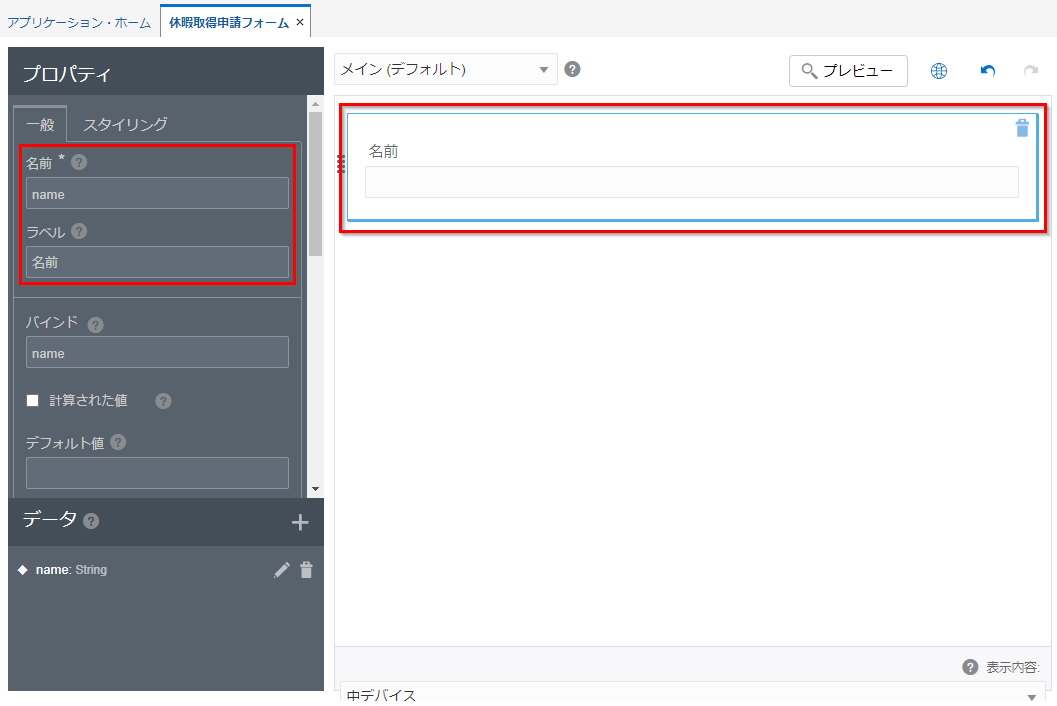 アプリケーション・ホーム
休暇取得申請フォーム ×
プロパティ
一般
スタイリング
名前 * ?
name
ラベル ?
名前
バインド ?
name
計算された値 ?
デフォルト値 ?
データ ? +
name: String
メイン (デフォルト) ?
プレビュー
名前
? 表示内容:
中デバイス